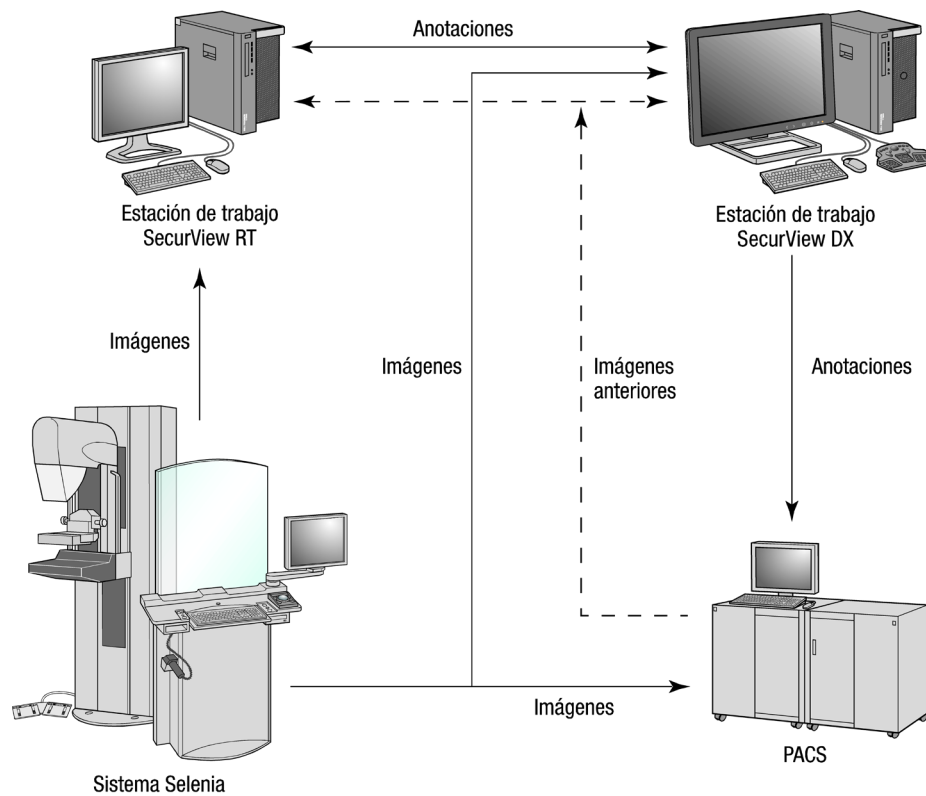 Anotaciones
Estación de trabajo
SecurView RT
Estación de trabajo
SecurView DX
Imágenes
Imágenes
Imágenes
anteriores
Anotaciones
Imágenes
PACS
Sistema Selenia